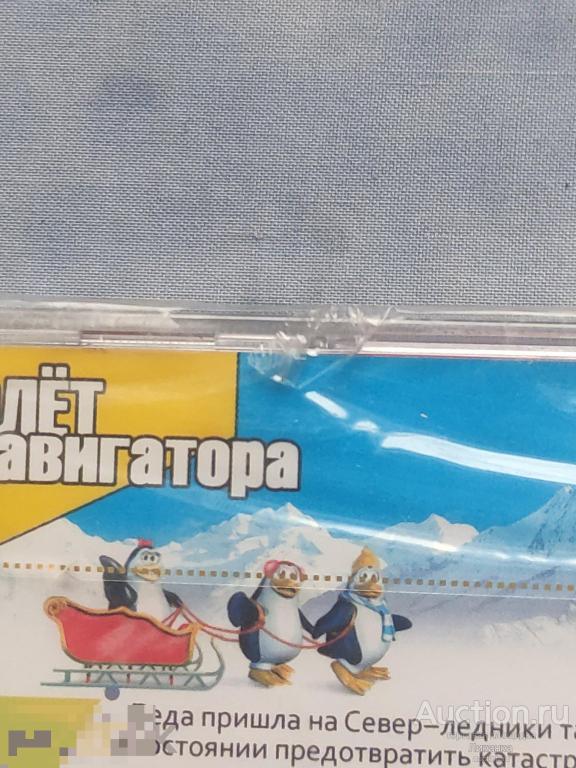 лёт
авигатора
еда пришла на Север–ледники та
остоянии предотвратить катастр
Auction.ru